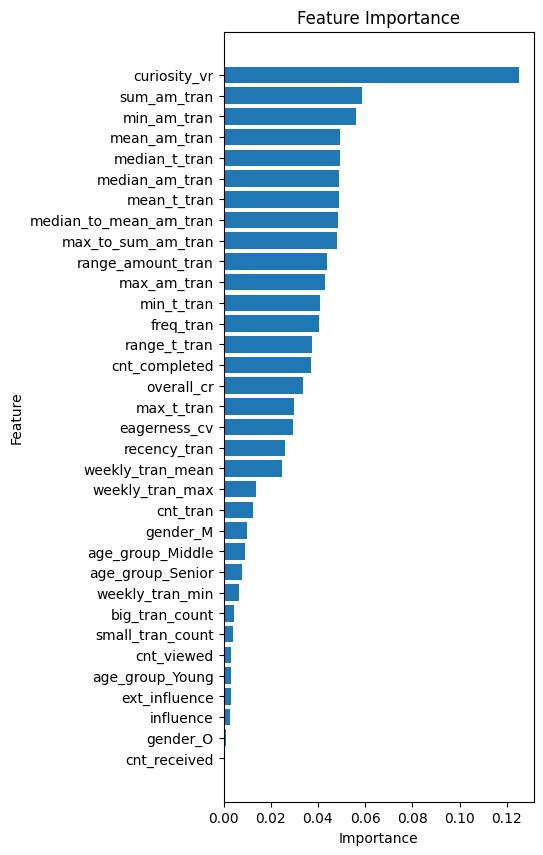 Feature Importance
curiosity_vr
sum_am_tran
min_am_tran
mean_am_tran
median_t_tran
median_am_tran
mean_t_tran
median_to_mean_am_tran
max_to_sum_am_tran
range_amount_tran
max_am_tran
min_t_tran
freq_tran
range_t_tran
cnt_completed
overall_cr
max_t_tran
eagerness_cv
recency_tran
weekly_tran_mean
weekly_tran_max
cnt_tran
gender_M
age_group_Middle
age_group_Senior
weekly_tran_min
big_tran_count
small_tran_count
cnt_viewed
age_group_Young
ext_influence
influence
gender_O
cnt_received
Feature
0.00 0.02 0.04 0.06 0.08 0.10 0.12
Importance